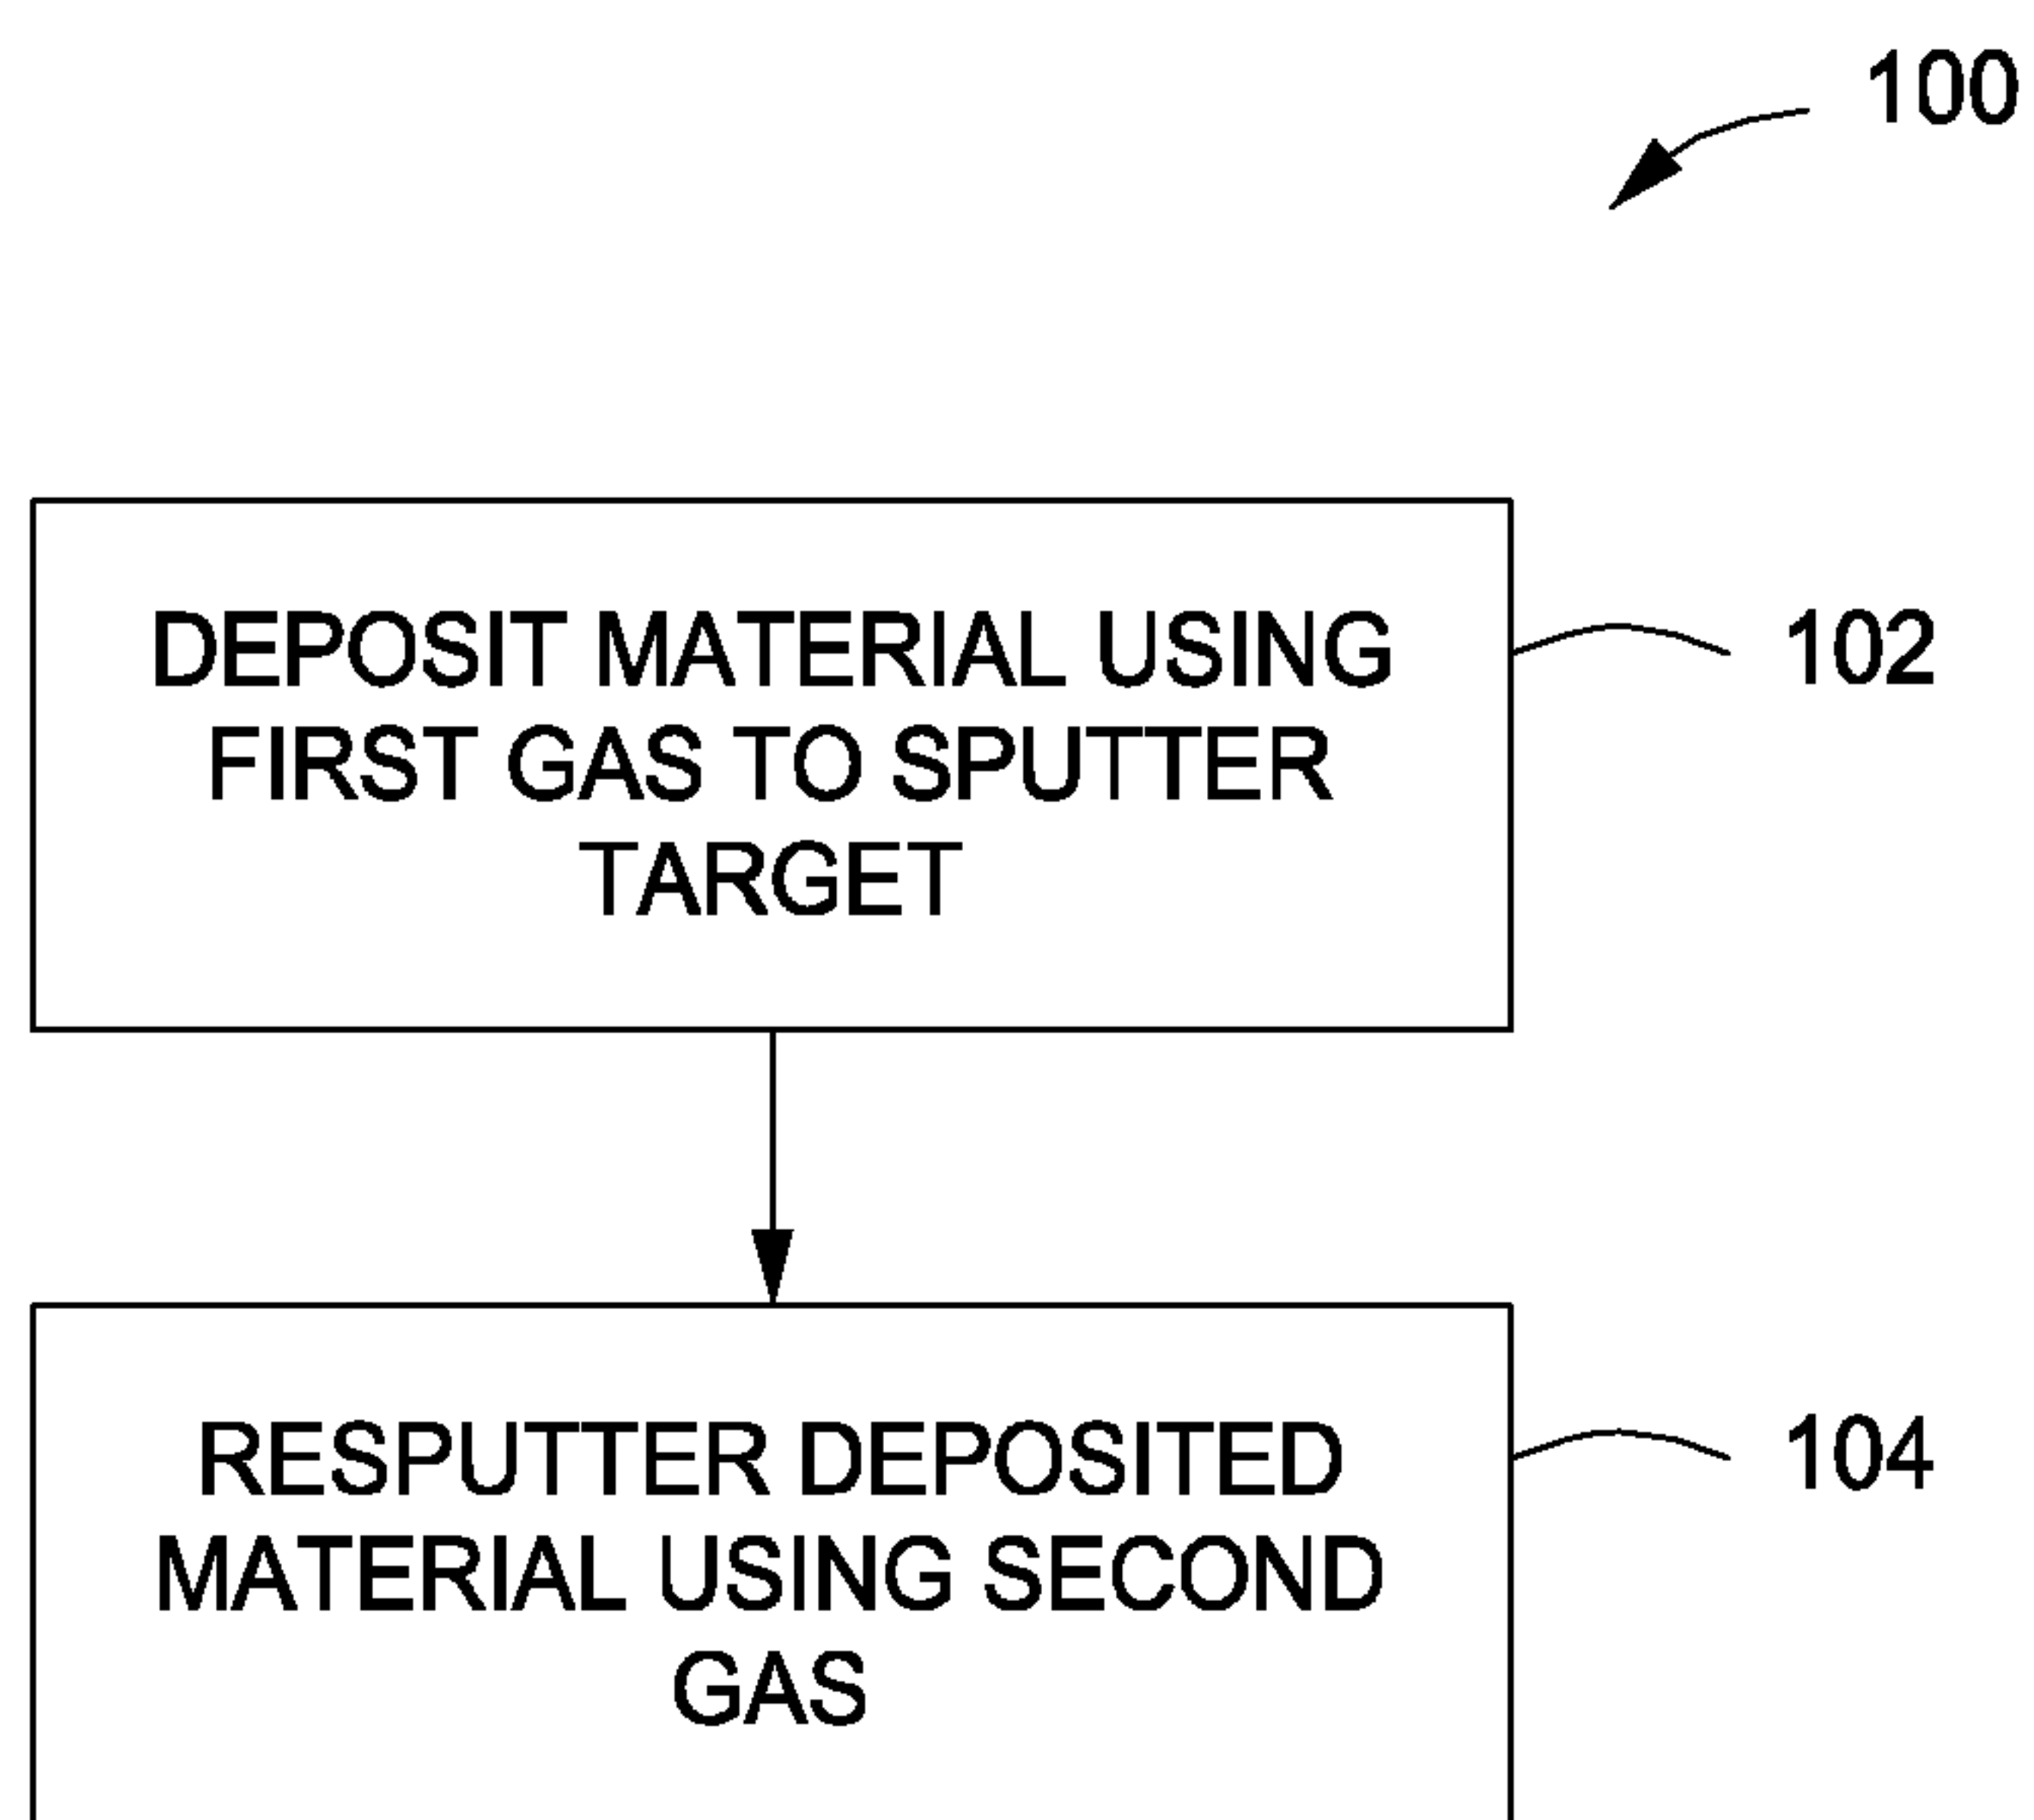 100
DEPOSIT MATERIAL USING
FIRST GAS TO SPUTTER
TARGET
102
RESPUTTER DEPOSITED
MATERIAL USING SECOND
GAS
104